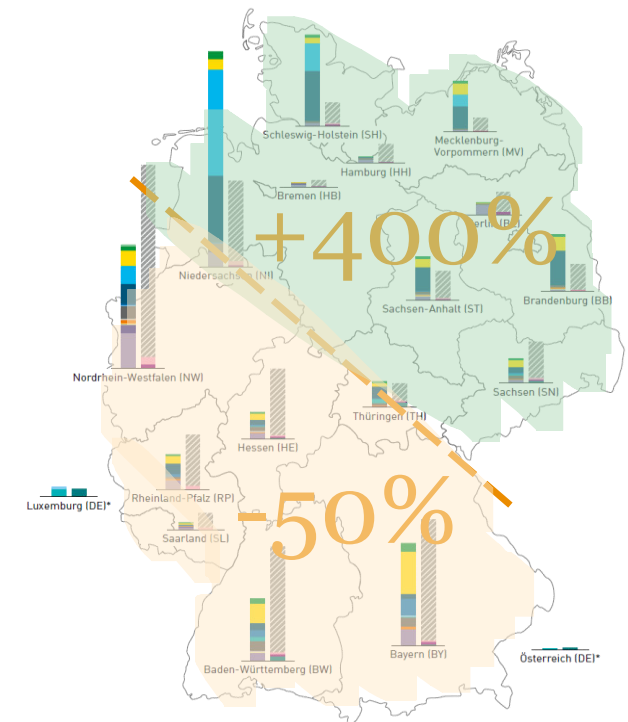 Schleswig-Holstein (SH)
Mecklenburg-
Vorpommern (MV)
Hamburg (HH)
Bremen (HB)
Berlin (BE)
+400%
Niedersachsen (NI)
Sachsen-Anhalt (ST)
Brandenburg (BB)
Nordrhein-Westfalen (NW)
Sachsen (SN)
Thüringen (TH)
Hessen (HE)
Rheinland-Pfalz (RP)
Luxemburg (DE)*
-50%
Saarland (SL)
Bayern (BY)
Österreich (DE)*
Baden-Württemberg (BW)